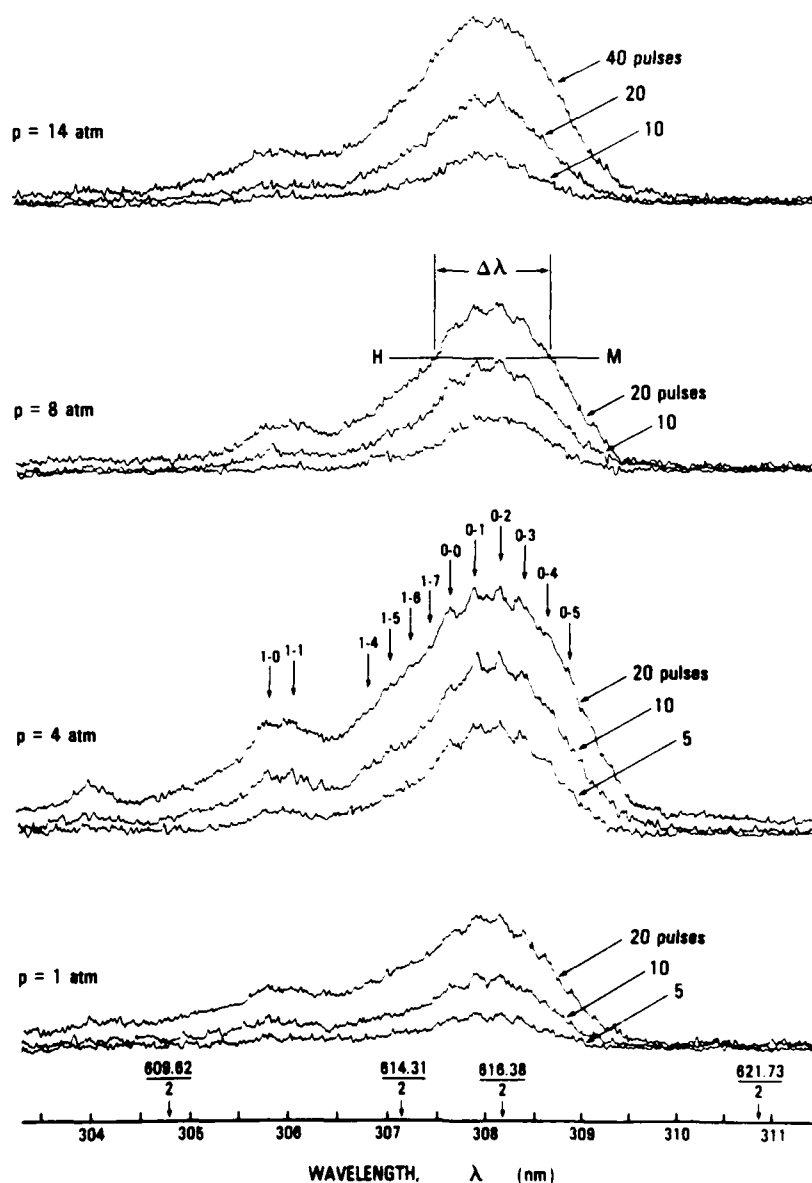 40 pulses
20
10
p = 14 atm
Δλ
H M
20 pulses
10
p = 8 atm
0-2
0-1
0-3
0-0
0-4
1-7
0-5
1-6
1-5
1-4
1-0
1-1
20 pulses
10
5
p = 4 atm
20 pulses
10
5
p = 1 atm
609.62
2
614.31
2
616.38
2
621.73
2
304 305 306 307 308 309 310 311
WAVELENGTH, λ (nm)